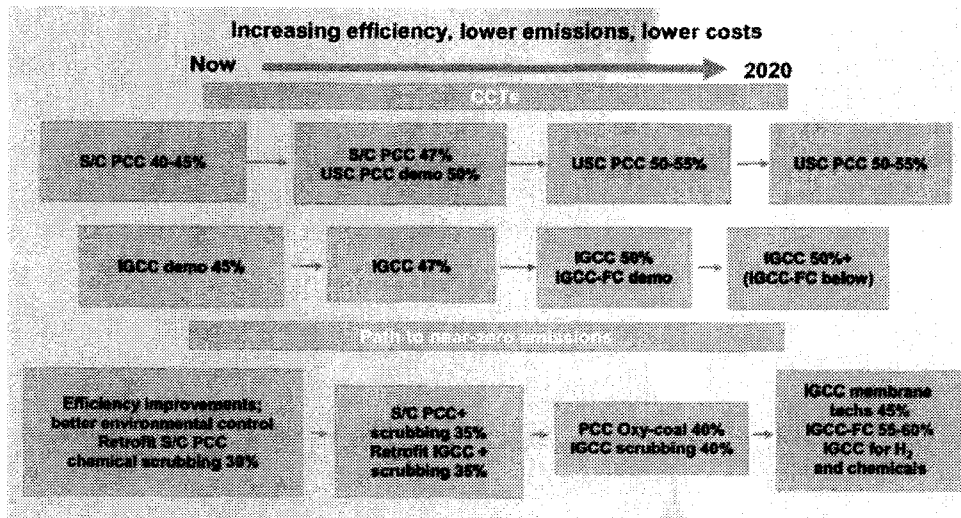 Increasing efficiency, lower emissions, lower costs
Now
2020
CCTs
S/C PCC 40-45%
S/C PCC 47%
USC PCC demo 50%
USC PCC 50-55%
USC PCC 50-55%
IGCC demo 45%
IGCC 47%
IGCC 50%
IGCC-FC demo
IGCC 50%+
(IGCC-FC below)
Path to near-zero emissions
Efficiency improvements;
better environmental control
Retrofit S/C PCC
chemical scrubbing 30%
S/C PCC+
scrubbing 35%
Retrofit IGCC +
scrubbing 35%
PCC Oxy-coal 40%
IGCC scrubbing 40%
IGCC membrane
techs 45%
IGCC-FC 55-60%
IGCC for H₂
and chemicals